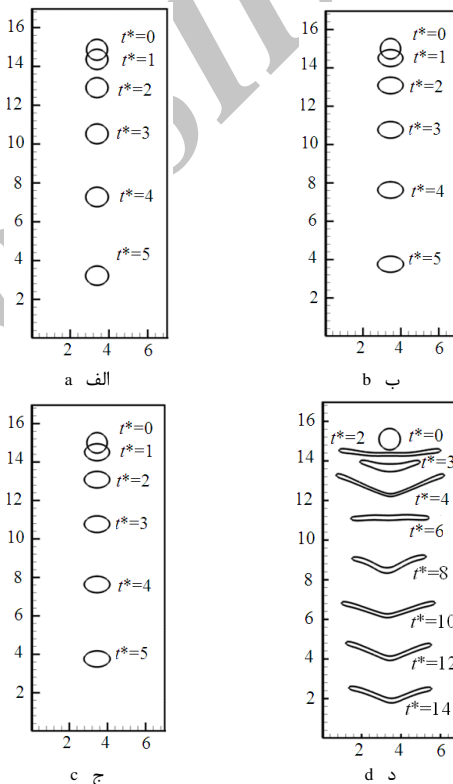 16
14
12
10
8
6
4
2
2 4 6
t*=0
t*=1
t*=2
t*=3
t*=4
t*=5
a الف
16
14
12
10
8
6
4
2
2 4 6
t*=0
t*=1
t*=2
t*=3
t*=4
t*=5
b ب
16
14
12
10
8
6
4
2
2 4 6
t*=0
t*=1
t*=2
t*=3
t*=4
t*=5
c ج
16
14
12
10
8
6
4
2
2 4 6
t*=2 t*=0
t*=3
t*=4
t*=6
t*=8
t*=10
t*=12
t*=14
d د